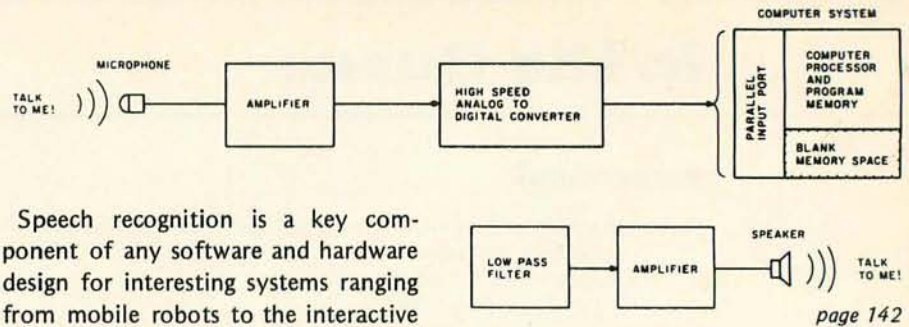 COMPUTER SYSTEM
MICROPHONE
TALK
TO ME!
AMPLIFIER
HIGH SPEED
ANALOG TO
DIGITAL CONVERTER
PARALLEL
INPUT PORT
COMPUTER
PROCESSOR
AND
PROGRAM
MEMORY
BLANK
MEMORY SPACE
Speech recognition is a key com-
ponent of any software and hardware
design for interesting systems ranging
from mobile robots to the interactive
LOW PASS
FILTER
AMPLIFIER
SPEAKER
TALK
TO ME!
page 142